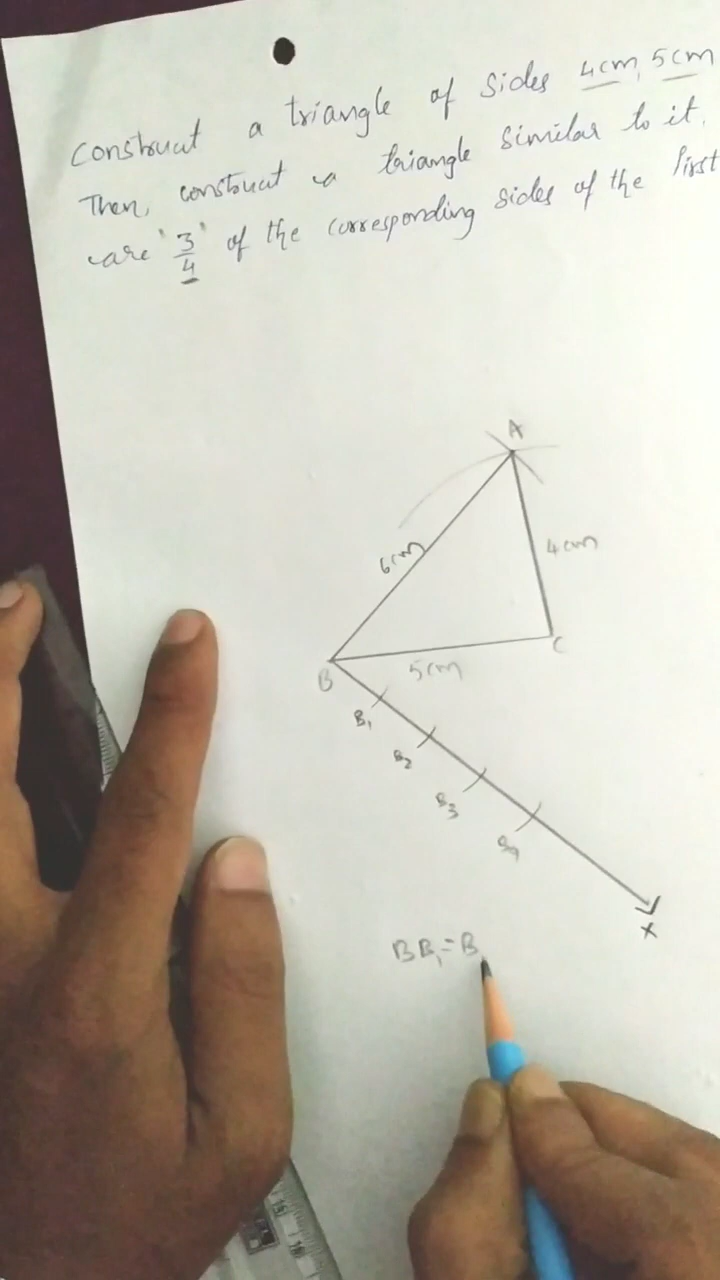 Construct a triangle of sides 4cm, 5cm
Then, construct a triangle similar to it.
are '3/4' of the corresponding sides of the first
A
6cm
4cm
B
5cm
C
B1
B2
B3
B4
X
BB1=B